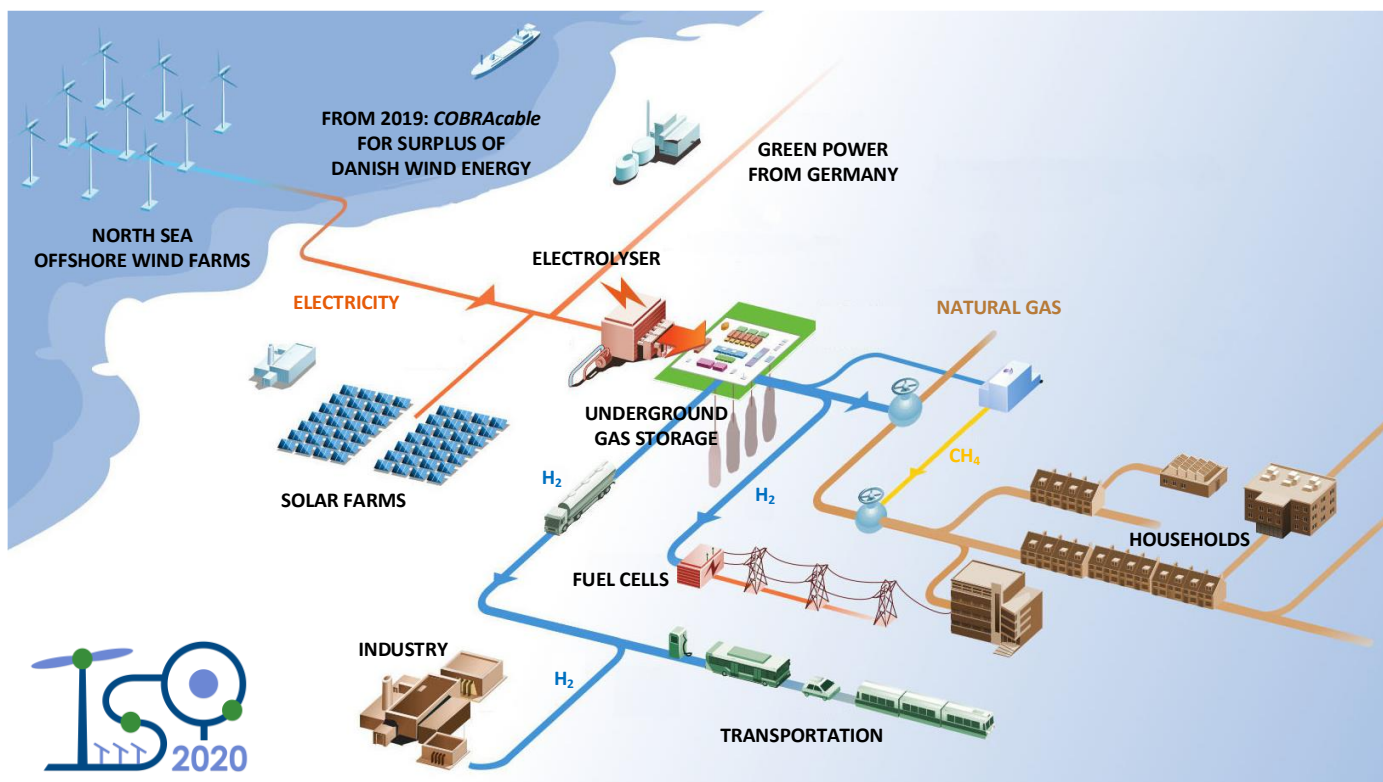 FROM 2019: COBRAcable
FOR SURPLUS OF
DANISH WIND ENERGY
GREEN POWER
FROM GERMANY
NORTH SEA
OFFSHORE WIND FARMS
ELECTROLYSER
ELECTRICITY
NATURAL GAS
UNDERGROUND
GAS STORAGE
CH₄
H₂
H₂
SOLAR FARMS
HOUSEHOLDS
FUEL CELLS
INDUSTRY
H₂
TRANSPORTATION
2020